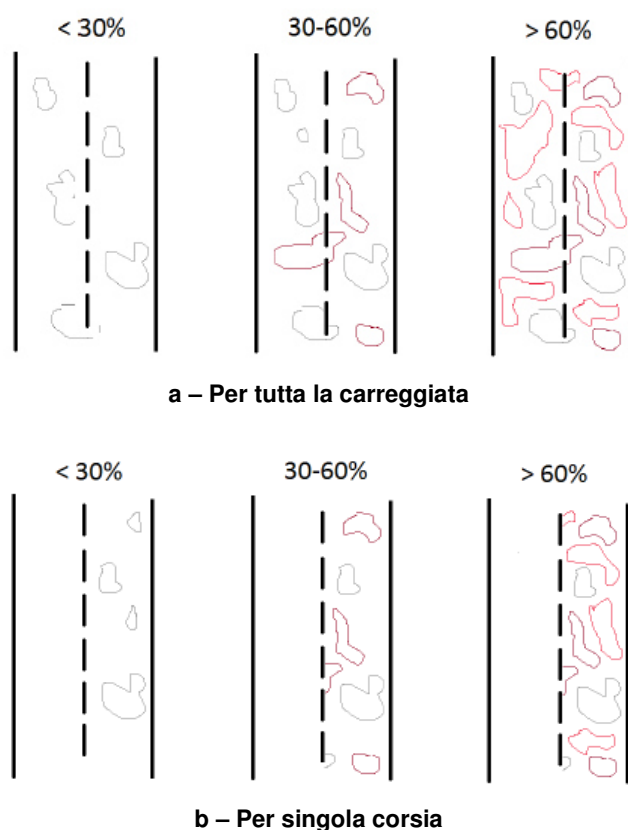 < 30% 30-60% > 60%
a – Per tutta la carreggiata
< 30% 30-60% > 60%
b – Per singola corsia